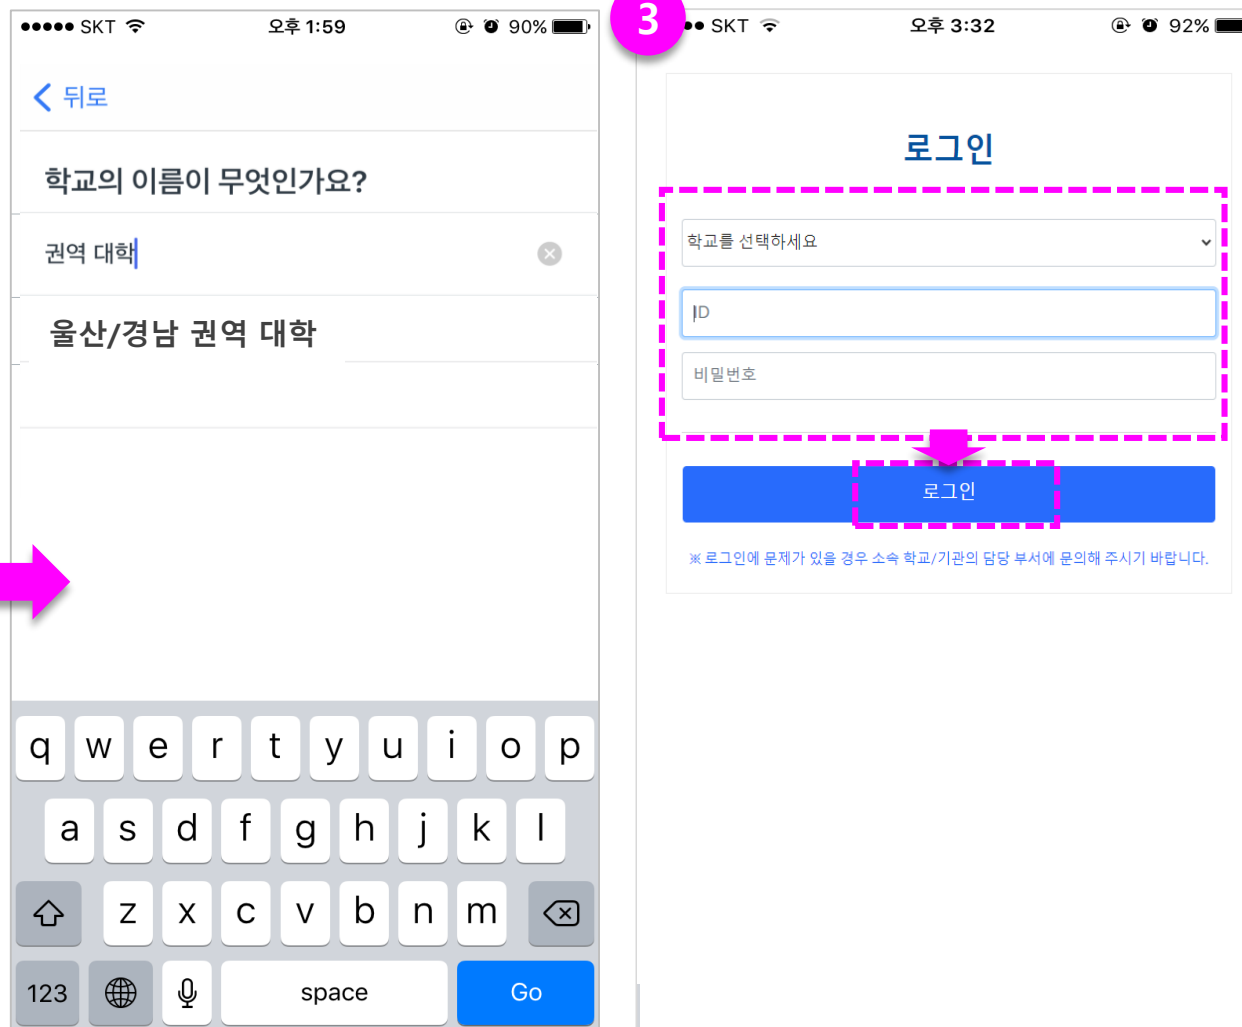 SKT 오후 1:59 90%
뒤로
학교의 이름이 무엇인가요?
권역 대학
울산/경남 권역 대학
q w e r t y u i o p
a s d f g h j k l
z x c v b n m
123 space Go
3
SKT 오후 3:32 92%
로그인
학교를 선택하세요
ID
비밀번호
로그인
※ 로그인에 문제가 있을 경우 소속 학교/기관의 담당 부서에 문의해 주시기 바랍니다.